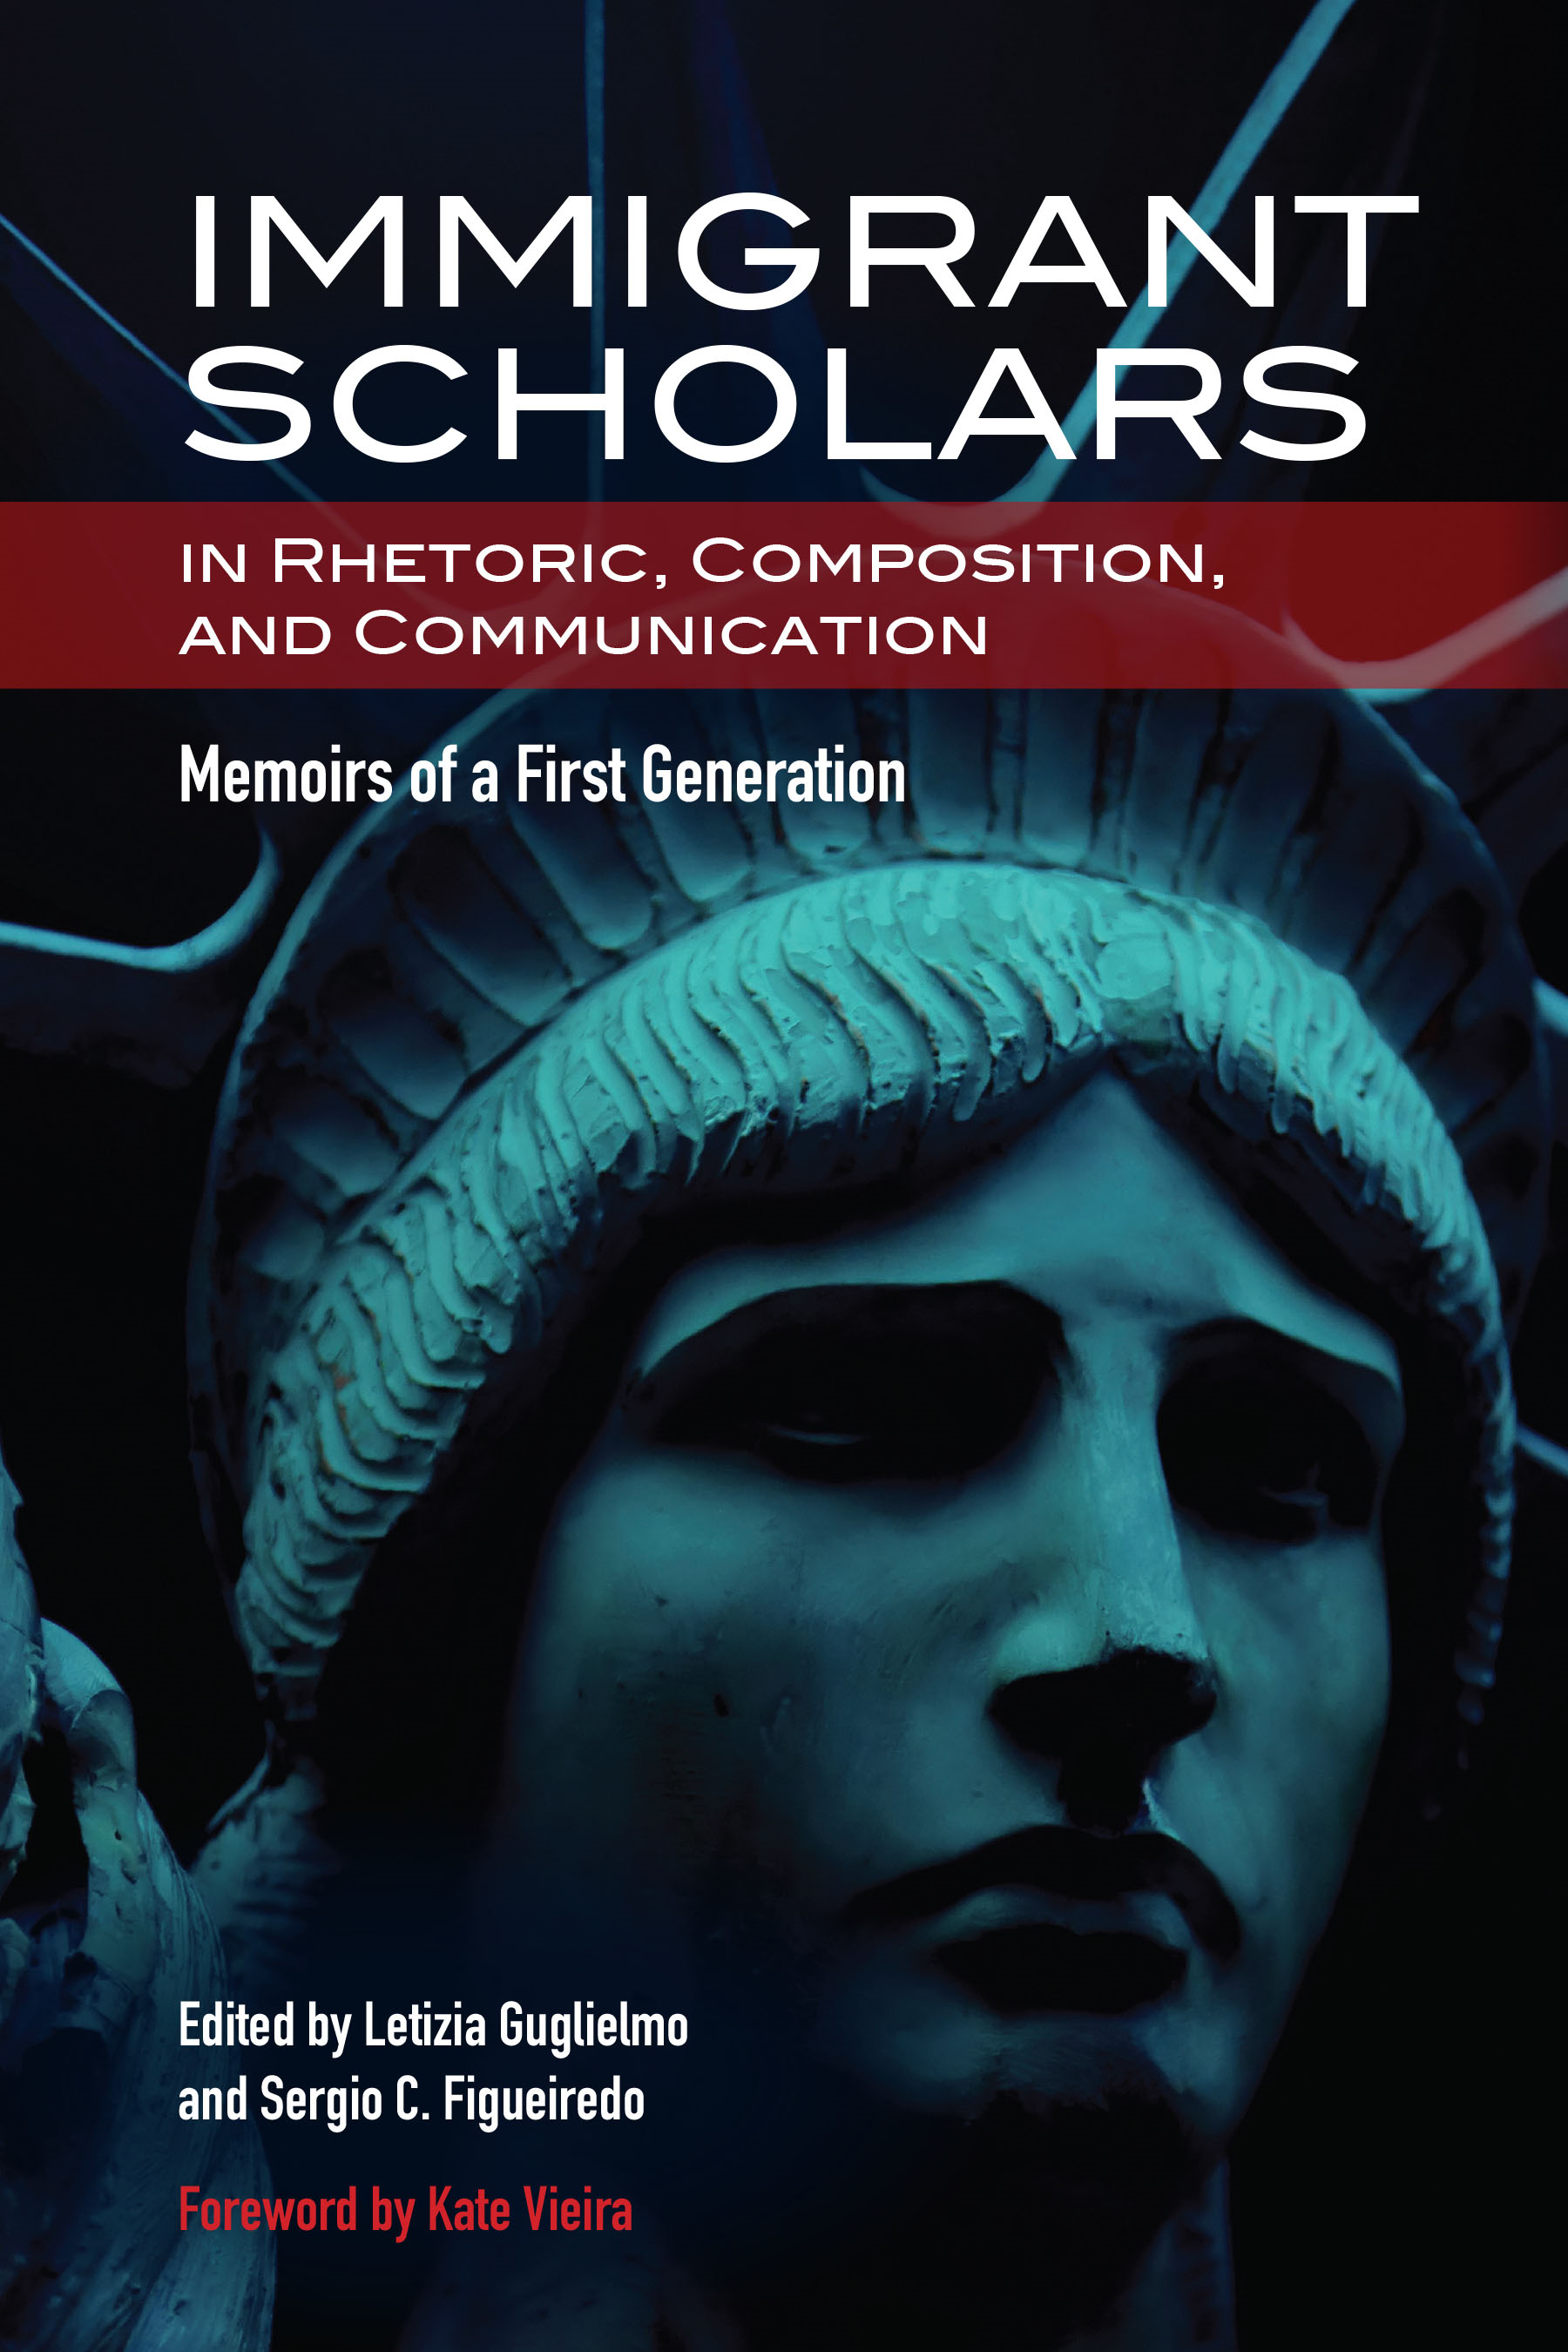 IMMIGRANT
SCHOLARS
IN RHETORIC, COMPOSITION,
AND COMMUNICATION
Memoirs of a First Generation
Edited by Letizia Guglielmo
and Sergio C. Figueiredo
Foreword by Kate Vieira